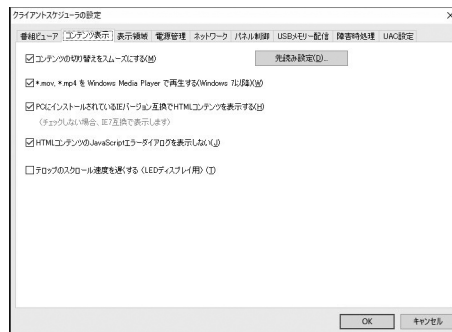 クライアントスケジューラの設定
番組ビューア コンテンツ表示 表示領域 電源管理 ネットワーク パネル制御 USBメモリー配信 障害時処理 UAC設定
コンテンツの切り替えをスムーズにする(M) 先読み設定(D)...
*.mov, *.mp4 を Windows Media Player で再生する(Windows 7以降)(W)
PCにインストールされているIEバージョン互換でHTMLコンテンツを表示する(H)
(チェックしない場合、IE7互換で表示します)
HTMLコンテンツのJavaScriptエラーダイアログを表示しない(J)
テロップのスクロール速度を遅くする (LEDディスプレイ用) (T)
OK キャンセル